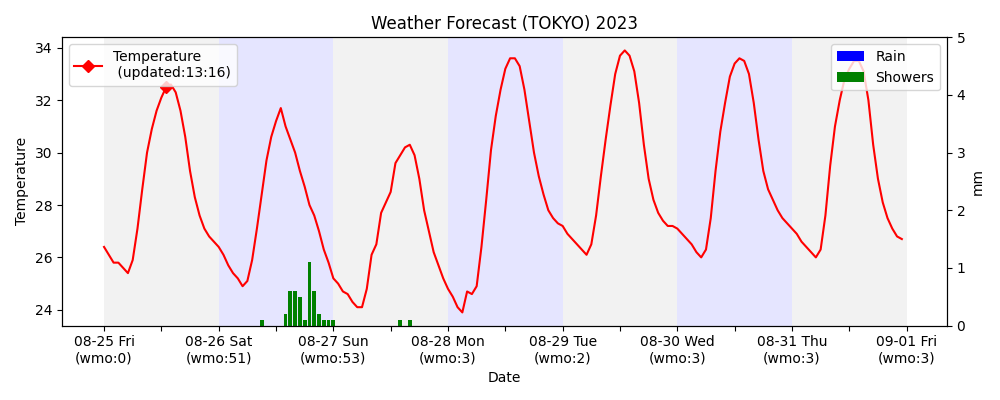 Weather Forecast (TOKYO) 2023
Temperature
(updated:13:16)
Rain
Showers
Temperature
34
32
30
28
26
24
5
4
3
2
1
0
mm
08-25 Fri
(wmo:0)
08-26 Sat
(wmo:51)
08-27 Sun
(wmo:53)
08-28 Mon
(wmo:3)
08-29 Tue
(wmo:2)
08-30 Wed
(wmo:3)
08-31 Thu
(wmo:3)
09-01 Fri
(wmo:3)
Date